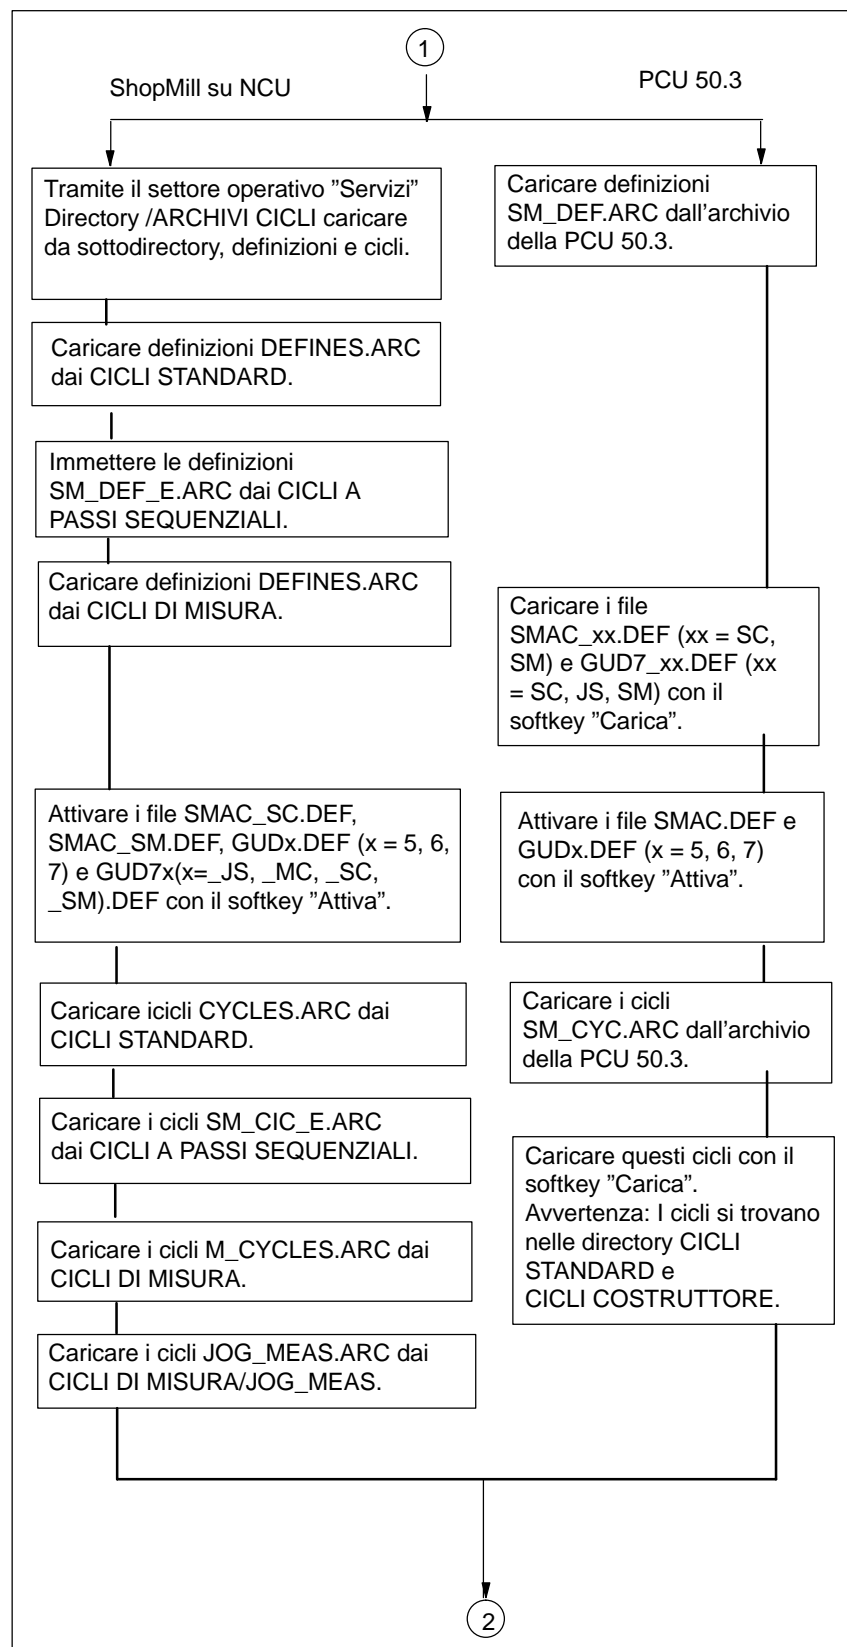 1
ShopMill su NCU
PCU 50.3
Tramite il settore operativo ”Servizi”
Directory /ARCHIVI CICLI caricare
da sottodirectory, definizioni e cicli.
Caricare definizioni DEFINES.ARC
dai CICLI STANDARD.
Immettere le definizioni
SM_DEF_E.ARC dai CICLI A
PASSI SEQUENZIALI.
Caricare definizioni DEFINES.ARC
dai CICLI DI MISURA.
Attivare i file SMAC_SC.DEF,
SMAC_SM.DEF, GUDx.DEF (x = 5, 6,
7) e GUD7x(x=_JS, _MC, _SC,
_SM).DEF con il softkey ”Attiva”.
Caricare icicli CYCLES.ARC dai
CICLI STANDARD.
Caricare i cicli SM_CIC_E.ARC
dai CICLI A PASSI SEQUENZIALI.
Caricare i cicli M_CYCLES.ARC dai
CICLI DI MISURA.
Caricare i cicli JOG_MEAS.ARC dai
CICLI DI MISURA/JOG_MEAS.
Caricare definizioni
SM_DEF.ARC dall’archivio
della PCU 50.3.
Caricare i file
SMAC_xx.DEF (xx = SC,
SM) e GUD7_xx.DEF (xx
= SC, JS, SM) con il
softkey ”Carica”.
Attivare i file SMAC.DEF e
GUDx.DEF (x = 5, 6, 7)
con il softkey ”Attiva”.
Caricare i cicli
SM_CYC.ARC dall’archivio
della PCU 50.3.
Caricare questi cicli con il
softkey ”Carica”.
Avvertenza: I cicli si trovano
nelle directory CICLI
STANDARD e
CICLI COSTRUTTORE.
2